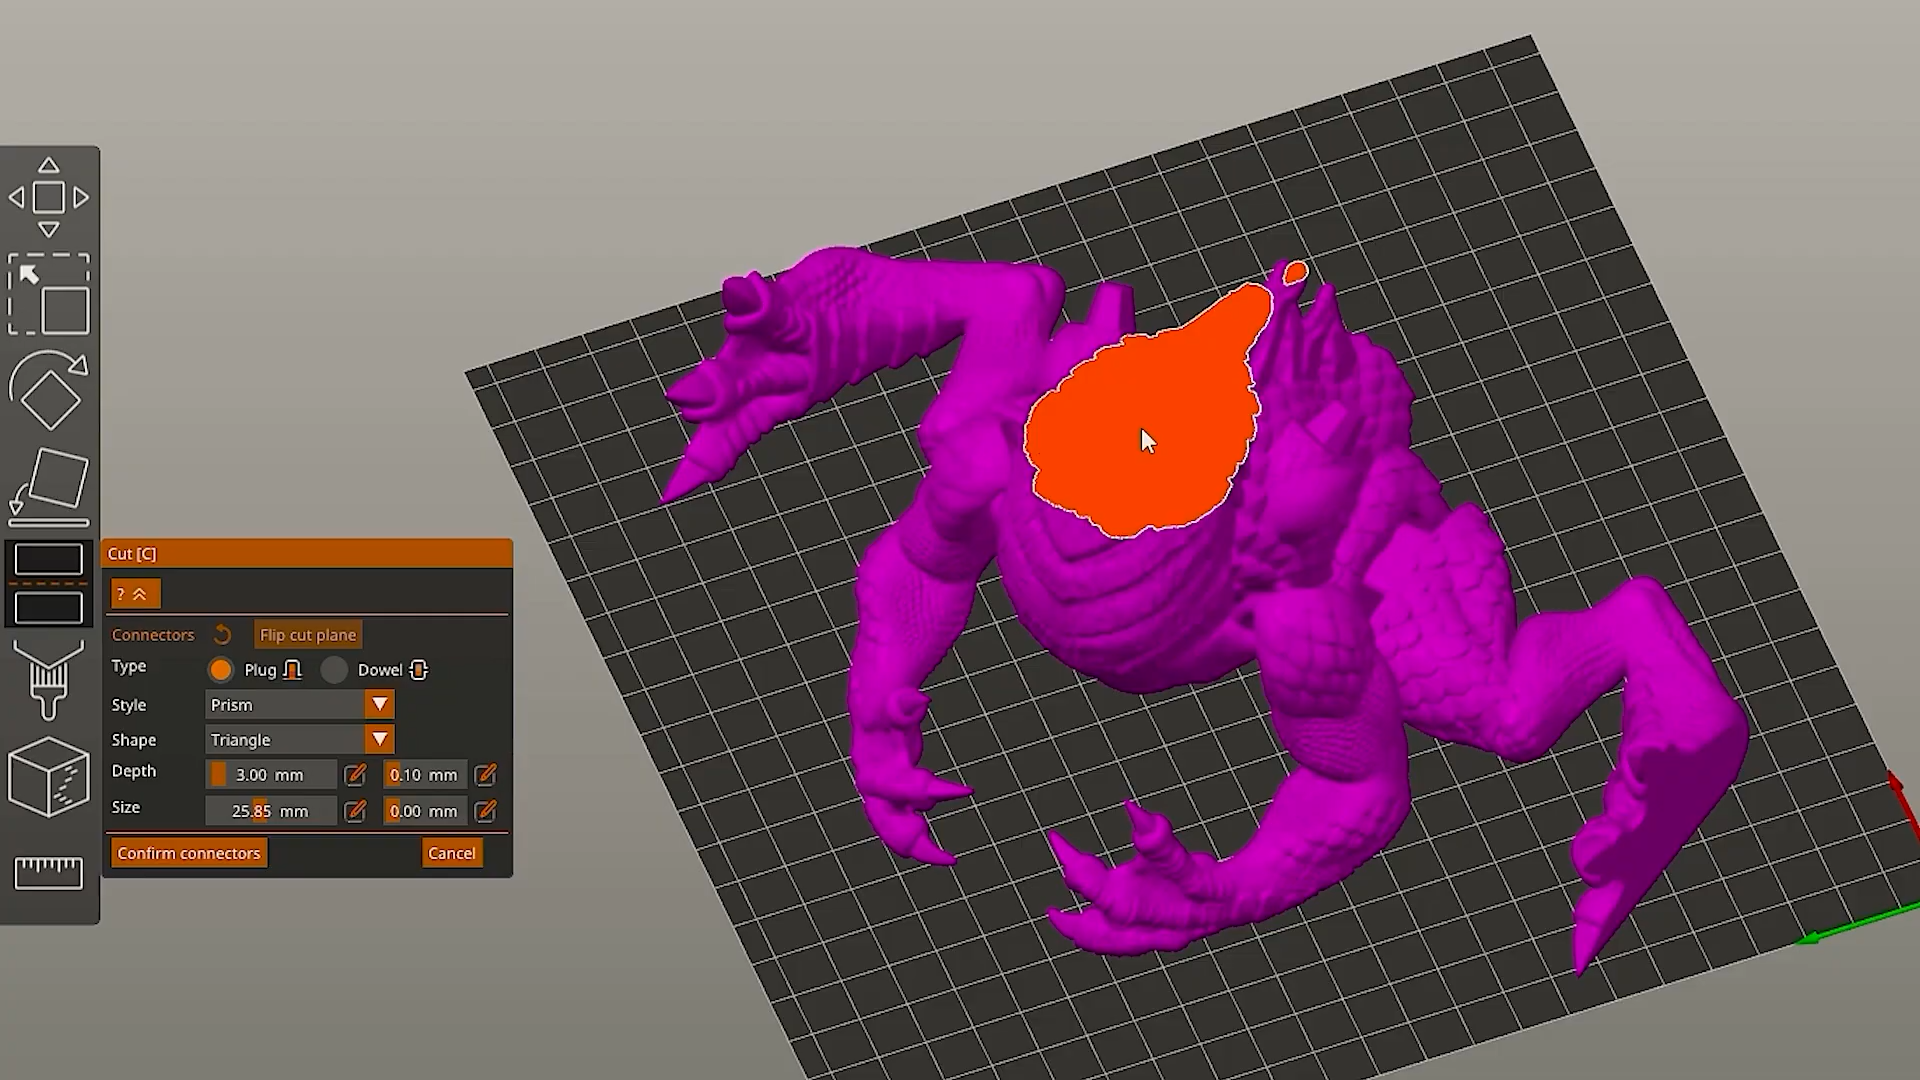 Cut [C]
?
Connectors Flip cut plane
Type Plug Dowel
Style Prism
Shape Triangle
Depth 3.00 mm 0.10 mm
Size 25.85 mm 0.00 mm
Confirm connectors Cancel